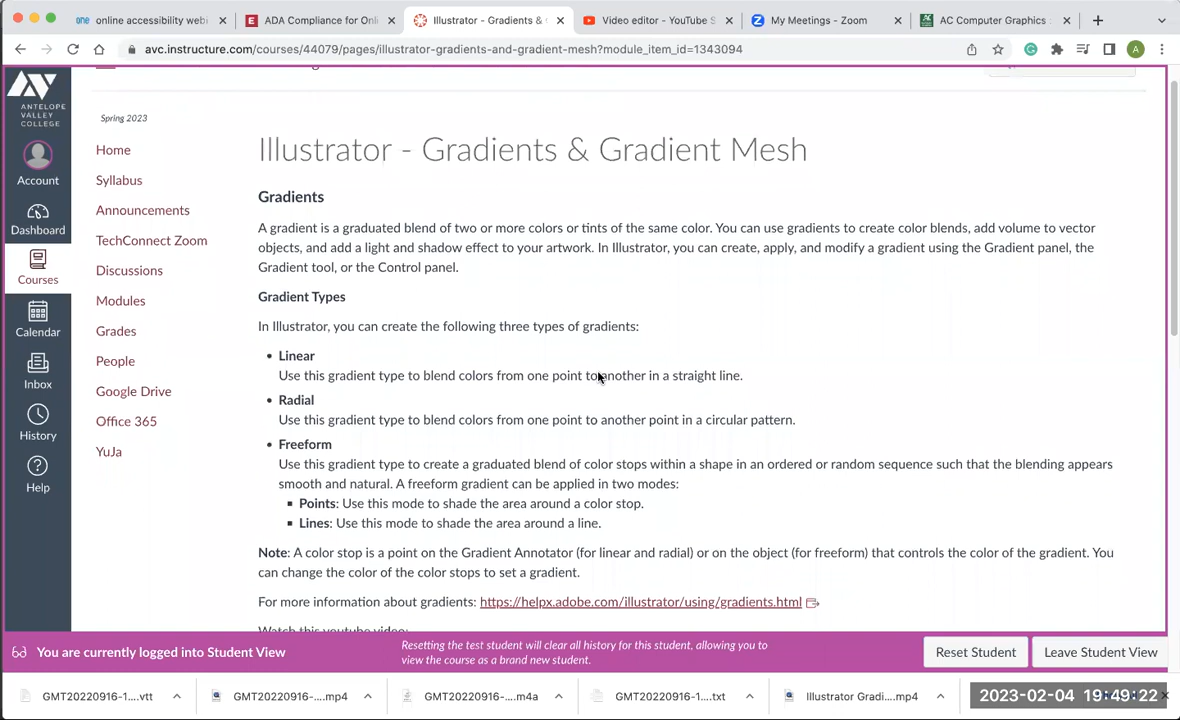 online accessibility webi
ADA Compliance for Onli
Illustrator - Gradients &
Video editor - YouTube S
My Meetings - Zoom
AC Computer Graphics :
avc.instructure.com/courses/44079/pages/illustrator-gradients-and-gradient-mesh?module_item_id=1343094
A
ANTELOPE
VALLEY
COLLEGE
Account
Dashboard
Courses
Calendar
Inbox
History
Help
Spring 2023
Home
Syllabus
Announcements
TechConnect Zoom
Discussions
Modules
Grades
People
Google Drive
Office 365
YuJa
Illustrator - Gradients & Gradient Mesh
Gradients
A gradient is a graduated blend of two or more colors or tints of the same color. You can use gradients to create color blends, add volume to vector
objects, and add a light and shadow effect to your artwork. In Illustrator, you can create, apply, and modify a gradient using the Gradient panel, the
Gradient tool, or the Control panel.
Gradient Types
In Illustrator, you can create the following three types of gradients:
• Linear
Use this gradient type to blend colors from one point to another in a straight line.
• Radial
Use this gradient type to blend colors from one point to another point in a circular pattern.
• Freeform
Use this gradient type to create a graduated blend of color stops within a shape in an ordered or random sequence such that the blending appears
smooth and natural. A freeform gradient can be applied in two modes:
▪ Points: Use this mode to shade the area around a color stop.
▪ Lines: Use this mode to shade the area around a line.
Note: A color stop is a point on the Gradient Annotator (for linear and radial) or on the object (for freeform) that controls the color of the gradient. You
can change the color of the color stops to set a gradient.
For more information about gradients: https://helpx.adobe.com/illustrator/using/gradients.html
Watch this youtube video:
You are currently logged into Student View
Resetting the test student will clear all history for this student, allowing you to
view the course as a brand new student.
Reset Student
Leave Student View
GMT20220916-1....vtt
GMT20220916-....mp4
GMT20220916-....m4a
GMT20220916-1....txt
Illustrator Gradi....mp4
2023-02-04 19:49:22